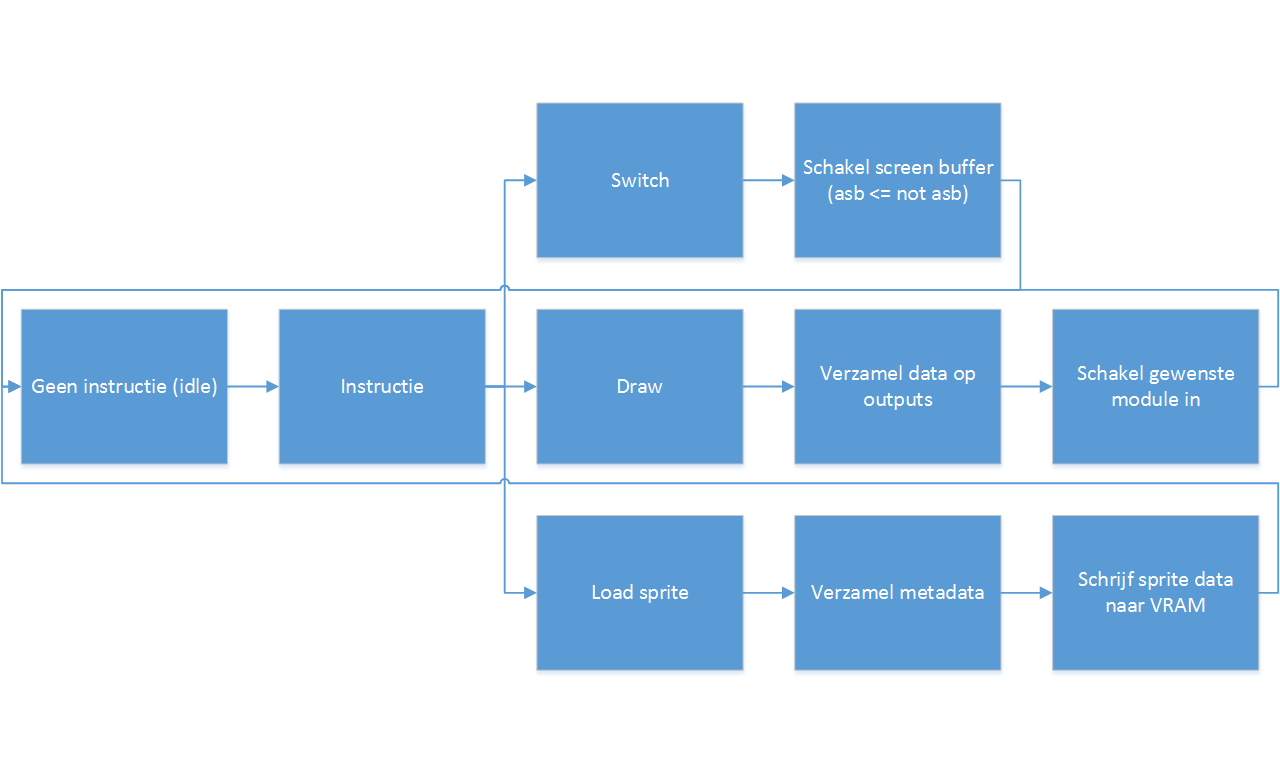 Switch
Schakel screen buffer
(asb <= not asb)
Geen instructie (idle)
Instructie
Draw
Verzamel data op
outputs
Schakel gewenste
module in
Load sprite
Verzamel metadata
Schrijf sprite data
naar VRAM